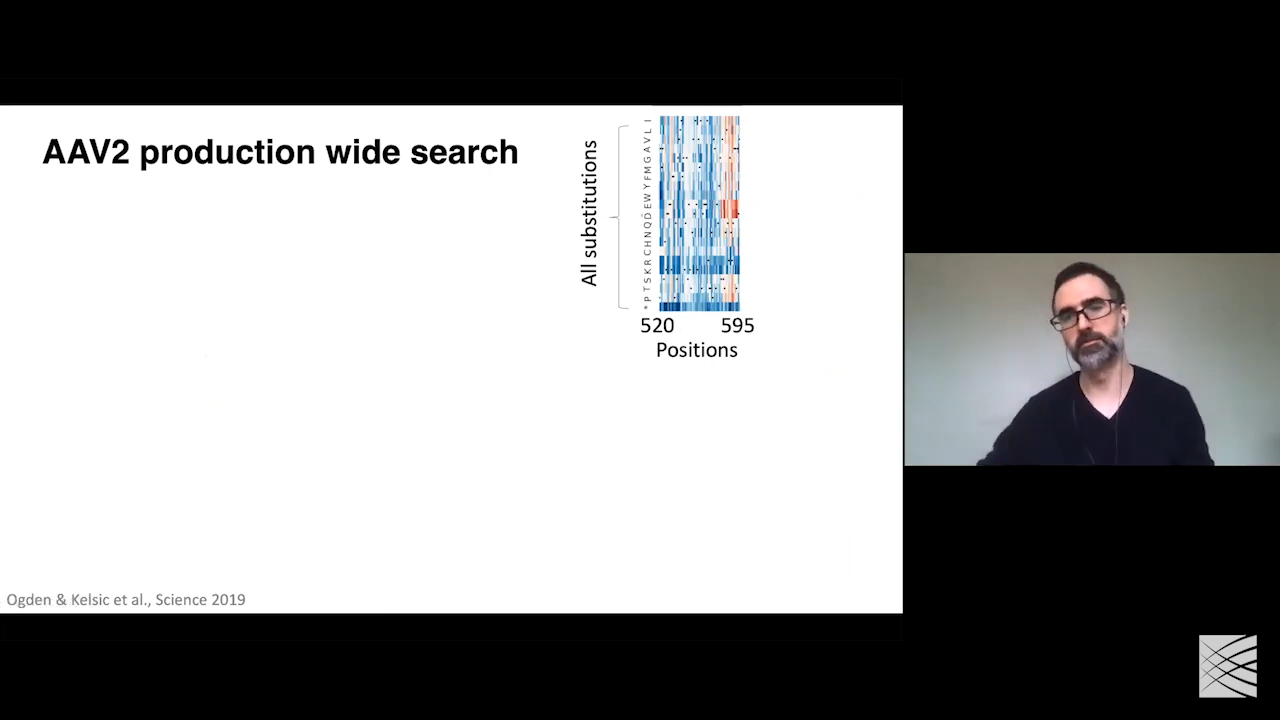 AAV2 production wide search
All substitutions
* P T S K R C H N Q D E W Y F M G A V L I
520 595
Positions
Ogden & Kelsic et al., Science 2019